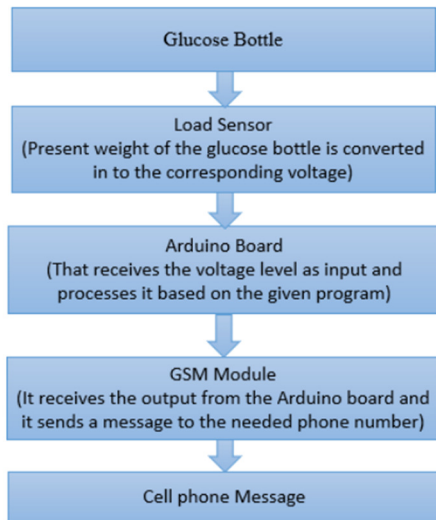 Glucose Bottle
Load Sensor
(Present weight of the glucose bottle is converted
in to the corresponding voltage)
Arduino Board
(That receives the voltage level as input and
processes it based on the given program)
GSM Module
(It receives the output from the Arduino board and
it sends a message to the needed phone number)
Cell phone Message